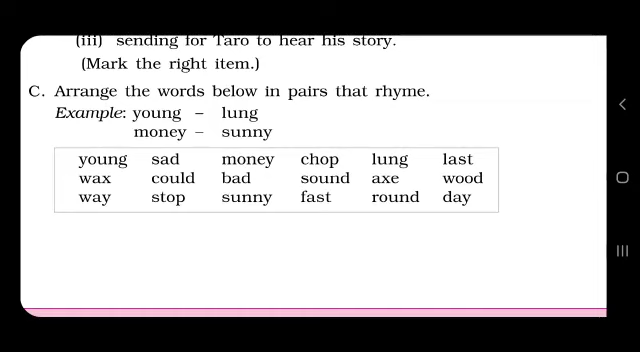 (iii) sending for Taro to hear his story.
(Mark the right item.)
C. Arrange the words below in pairs that rhyme.
Example: young – lung
money – sunny
young sad money chop lung last
wax could bad sound axe wood
way stop sunny fast round day